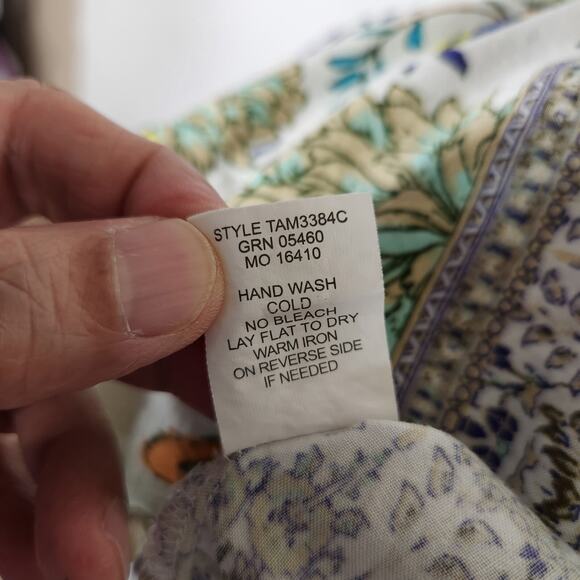 STYLE TAM3384C
GRN 05460
MO 16410
HAND WASH
COLD
NO BLEACH
LAY FLAT TO DRY
WARM IRON
ON REVERSE SIDE
IF NEEDED